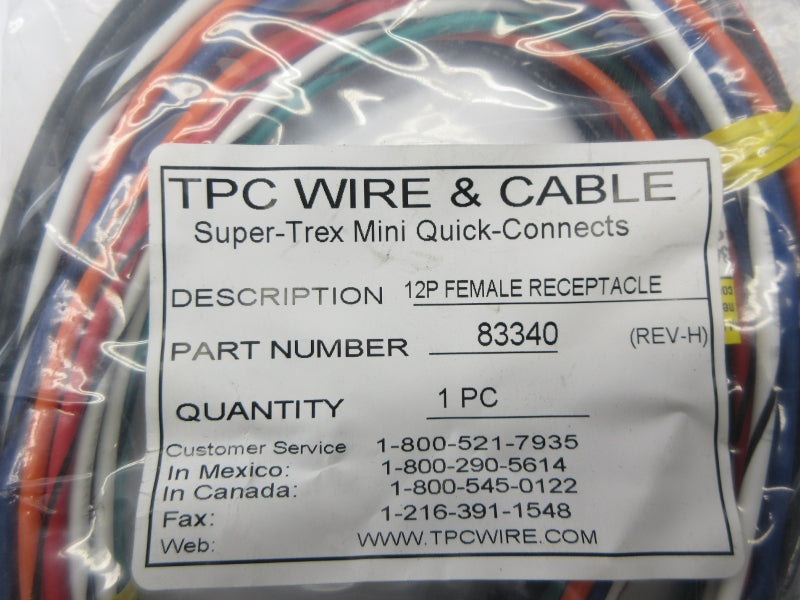 TPC WIRE & CABLE
Super-Trex Mini Quick-Connects
DESCRIPTION 12P FEMALE RECEPTACLE
PART NUMBER 83340 (REV-H)
QUANTITY 1 PC
Customer Service 1-800-521-7935
In Mexico: 1-800-290-5614
In Canada: 1-800-545-0122
Fax: 1-216-391-1548
Web: WWW.TPCWIRE.COM